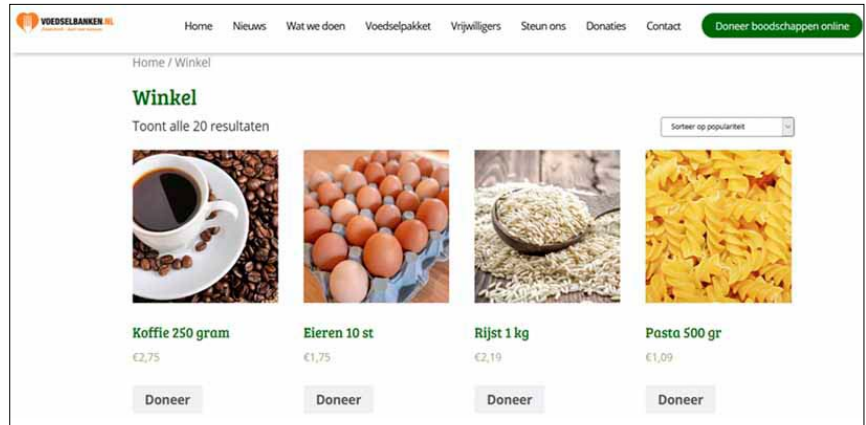 VOEDSELBANKEN.NL
Home Nieuws Wat we doen Voedselpakket Vrijwilligers Steun ons Donaties Contact Doneer boodschappen online
Home / Winkel
Winkel
Toont alle 20 resultaten
Sorteer op populariteit
Koffie 250 gram Eieren 10 st Rijst 1 kg Pasta 500 gr
€2,75 €1,75 €2,19 €1,09
Doneer Doneer Doneer Doneer